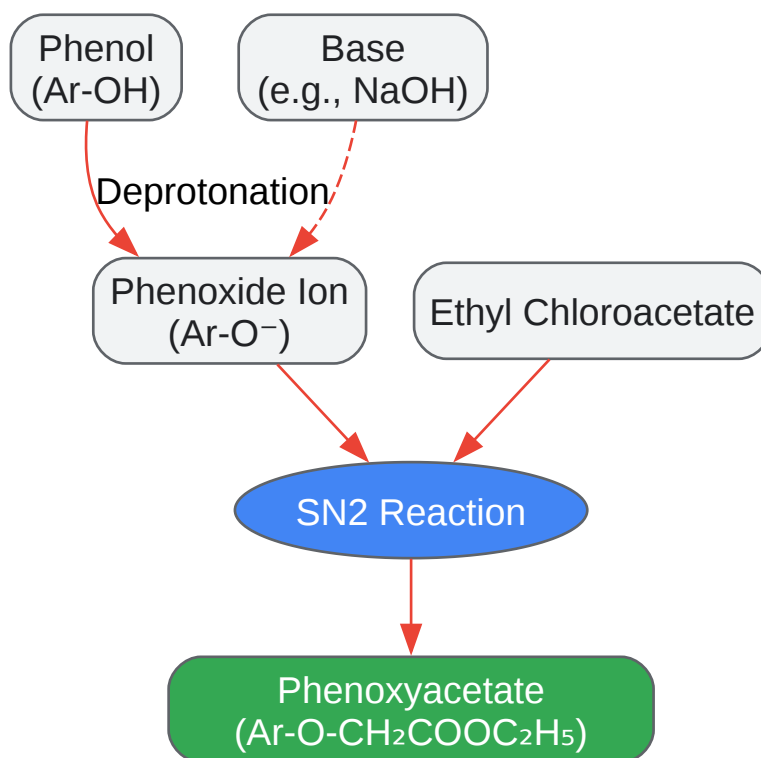 Phenol
(Ar-OH)
Base
(e.g., NaOH)
Deprotonation
Phenoxide Ion
(Ar-O⁻)
Ethyl Chloroacetate
SN2 Reaction
Phenoxyacetate
(Ar-O-CH₂COOC₂H₅)